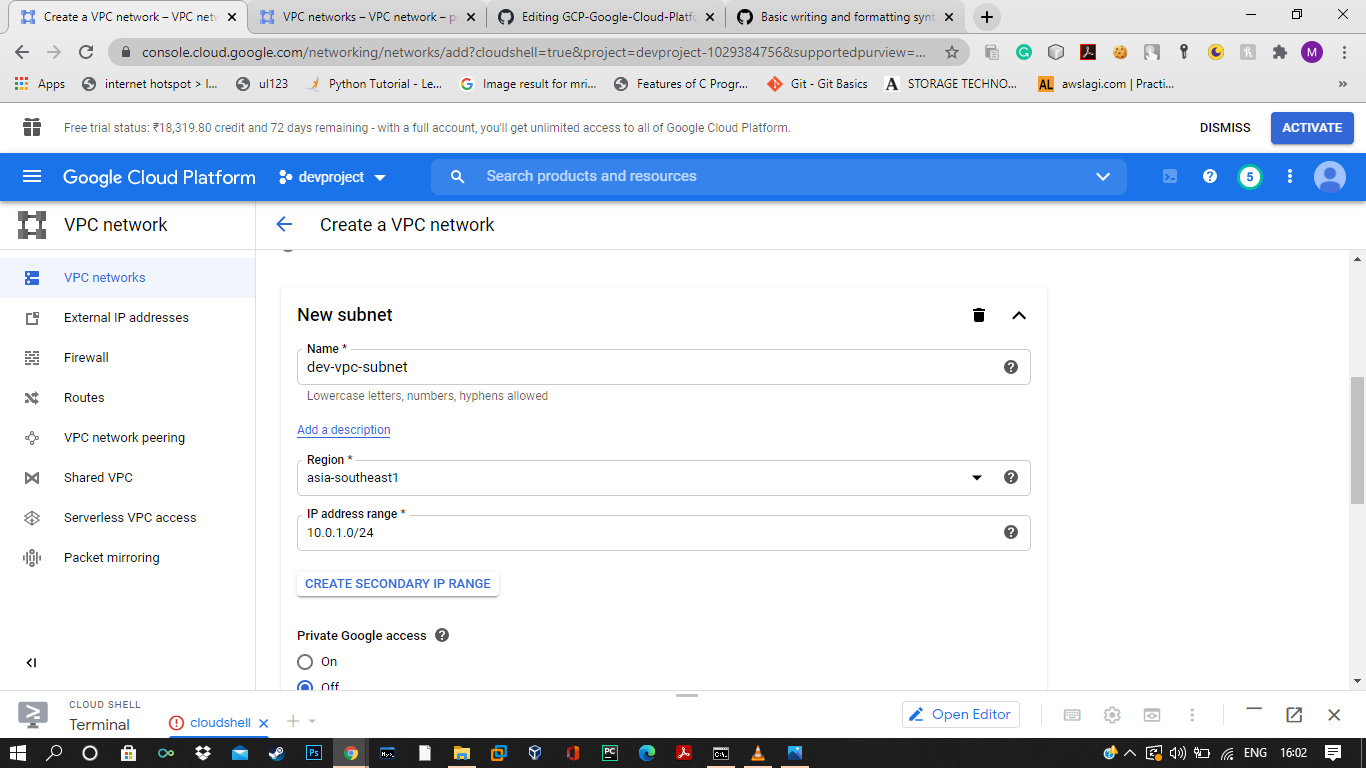 Create a VPC network – VPC netw
VPC networks – VPC network – p
Editing GCP-Google-Cloud-Platfo
Basic writing and formatting synt
console.cloud.google.com/networking/networks/add?cloudshell=true&project=devproject-1029384756&supportedpurview=...
M
Apps
internet hotspot > I...
ul123
Python Tutorial - Le...
Image result for mri...
Features of C Progr...
Git - Git Basics
STORAGE TECHNO...
awslagi.com | Practi...
Free trial status: ₹18,319.80 credit and 72 days remaining - with a full account, you'll get unlimited access to all of Google Cloud Platform.
DISMISS
ACTIVATE
Google Cloud Platform
devproject
Search products and resources
5
VPC network
Create a VPC network
VPC networks
External IP addresses
Firewall
Routes
VPC network peering
Shared VPC
Serverless VPC access
Packet mirroring
New subnet
Name *
dev-vpc-subnet
Lowercase letters, numbers, hyphens allowed
Add a description
Region *
asia-southeast1
IP address range *
10.0.1.0/24
CREATE SECONDARY IP RANGE
Private Google access
On
Off
CLOUD SHELL
Terminal
cloudshell
Open Editor
ENG
16:02